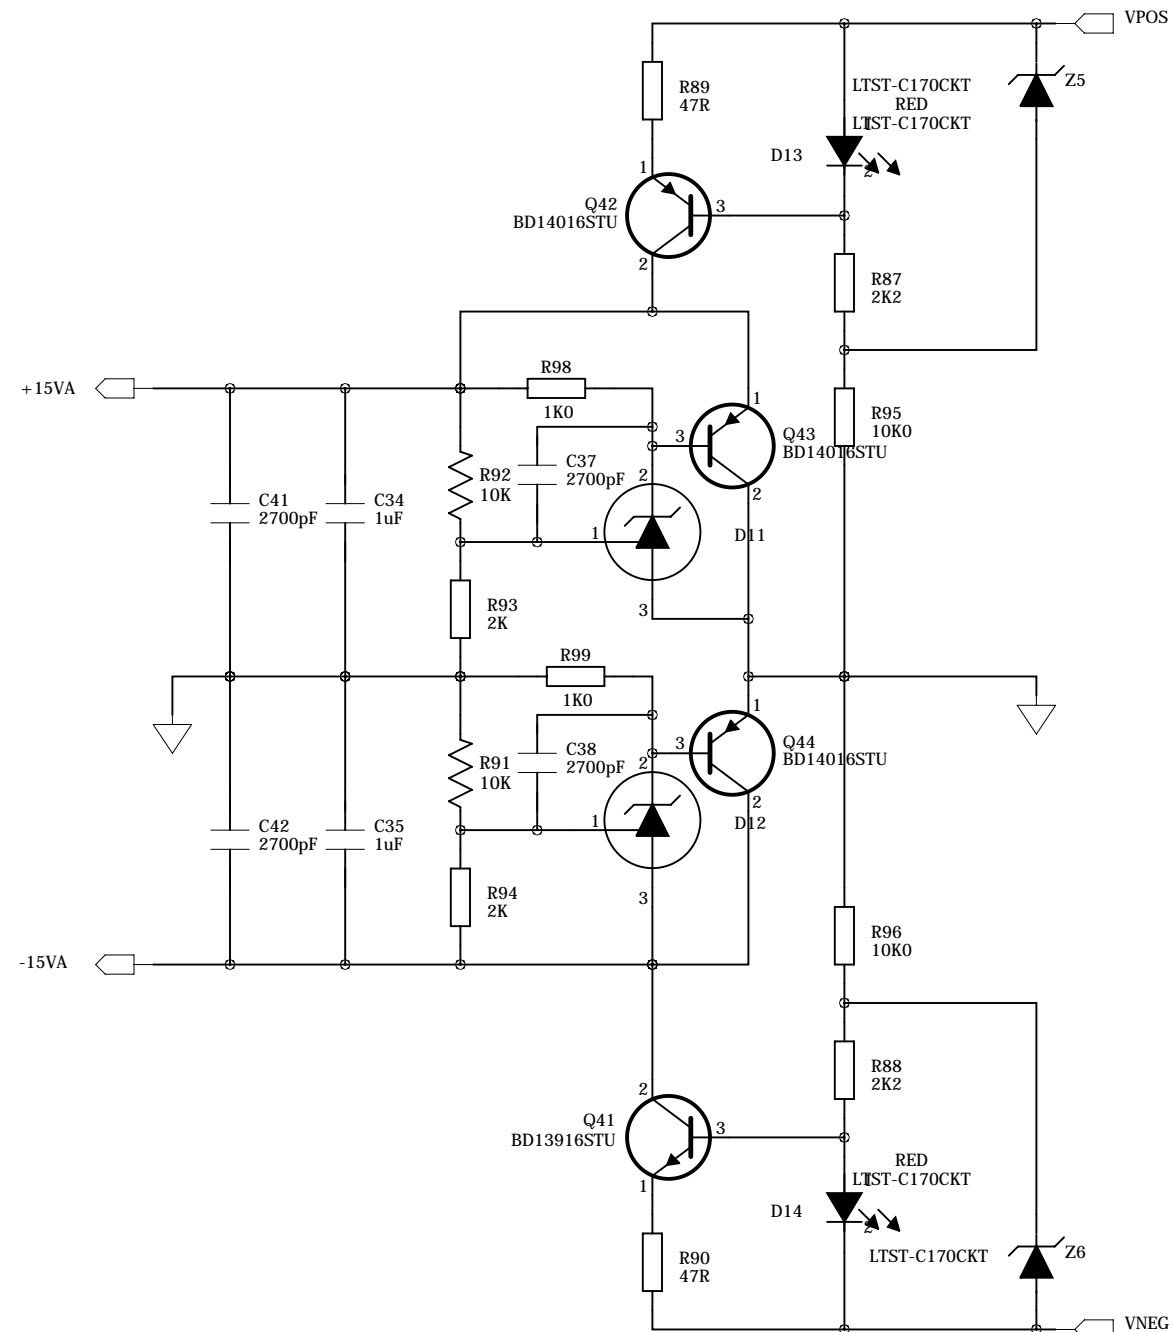 VPOS
R89
47R
LTST-C170CKT
RED
LTST-C170CKT
1
Z5
D13
2
1
Q42
BD14016STU
3
2
R87
2K2
+15VA
R98
1K0
1
R95
10K0
3
Q43
BD14016STU
C37
2700pF
2
R92
10K
2
C41
2700pF
C34
1uF
1
D11
R93
2K
3
R99
1K0
1
3
Q44
BD14016STU
C38
2700pF
2
R91
10K
2
C42
2700pF
C35
1uF
1
D12
R94
2K
3
R96
10K0
-15VA
R88
2K2
2
Q41
BD13916STU
3
RED
LTST-C170CKT
1
1
D14
2
LTST-C170CKT
Z6
R90
47R
VNEG